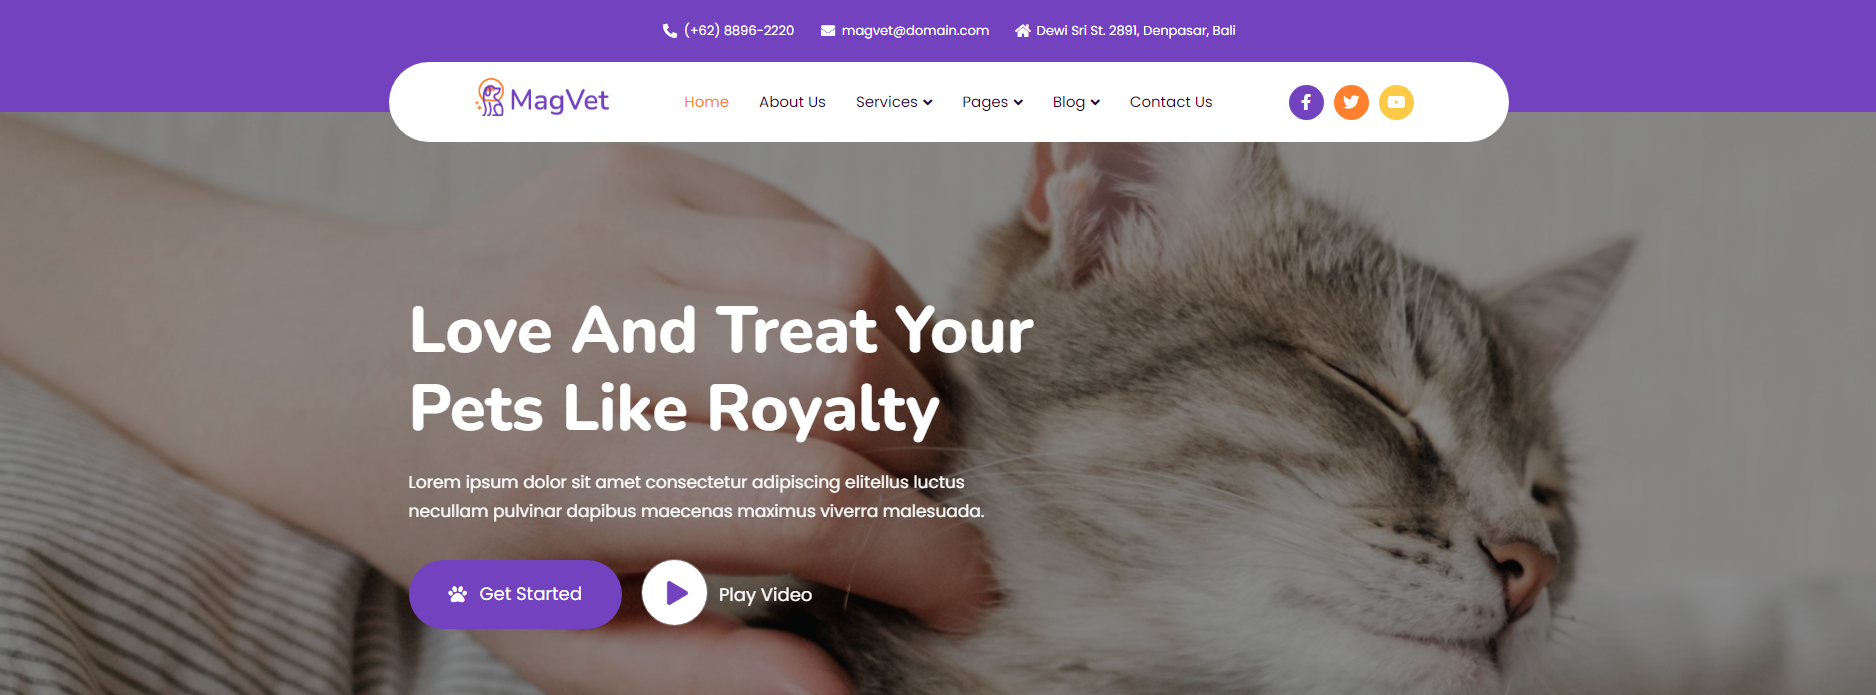 (+62) 8896-2220 magvet@domain.com Dewi Sri St. 2891, Denpasar, Bali
MagVet Home About Us Services Pages Blog Contact Us
Love And Treat Your
Pets Like Royalty
Lorem ipsum dolor sit amet consectetur adipiscing elitellus luctus
necullam pulvinar dapibus maecenas maximus viverra malesuada.
Get Started Play Video